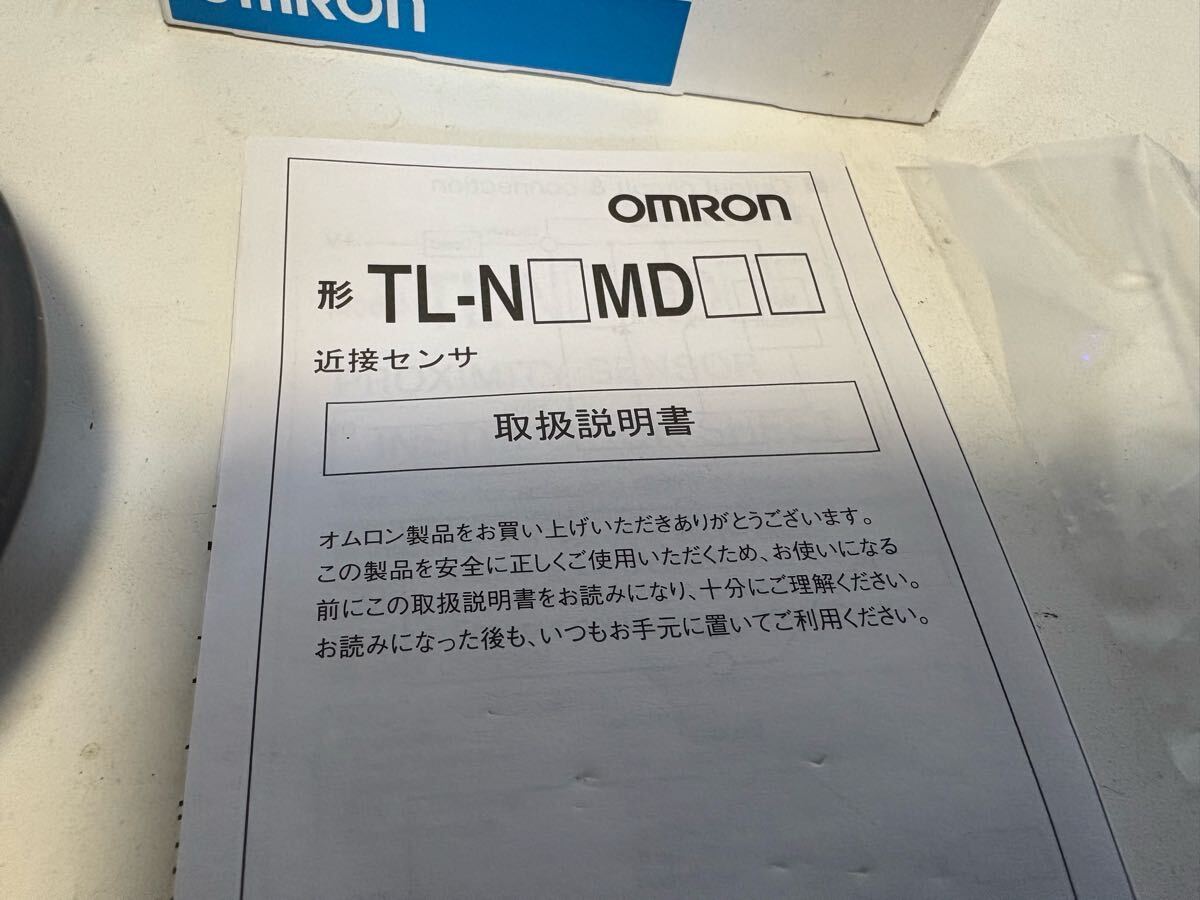 omron
omron
形 TL-N□MD□□
近接センサ
取扱説明書
オムロン製品をお買い上げいただきありがとうございます。
この製品を安全に正しくご使用いただくため、お使いになる
前にこの取扱説明書をお読みになり、十分にご理解ください。
お読みになった後も、いつもお手元に置いてご利用ください。